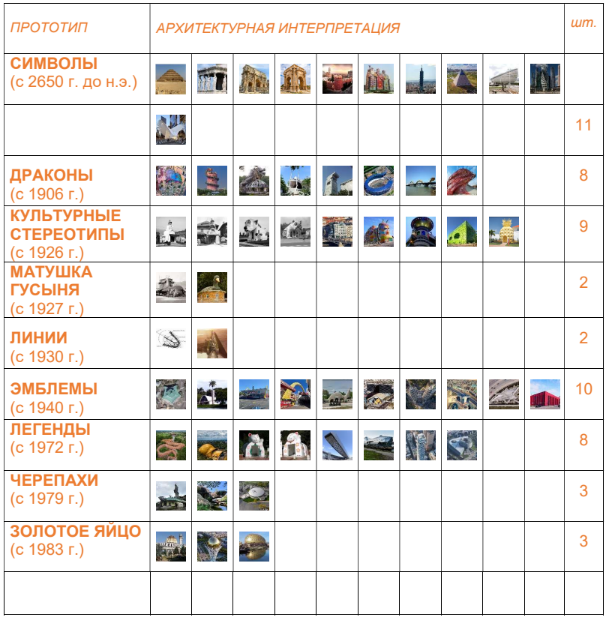 ПРОТОТИП АРХИТЕКТУРНАЯ ИНТЕРПРЕТАЦИЯ шт.
СИМВОЛЫ
(с 2650 г. до н.э.)
11
ДРАКОНЫ 8
(с 1906 г.)
КУЛЬТУРНЫЕ
СТЕРЕОТИПЫ 9
(с 1926 г.)
МАТУШКА
ГУСЫНЯ 2
(с 1927 г.)
ЛИНИИ 2
(с 1930 г.)
ЭМБЛЕМЫ 10
(с 1940 г.)
ЛЕГЕНДЫ 8
(с 1972 г.)
ЧЕРЕПАХИ 3
(с 1979 г.)
ЗОЛОТОЕ ЯЙЦО 3
(с 1983 г.)